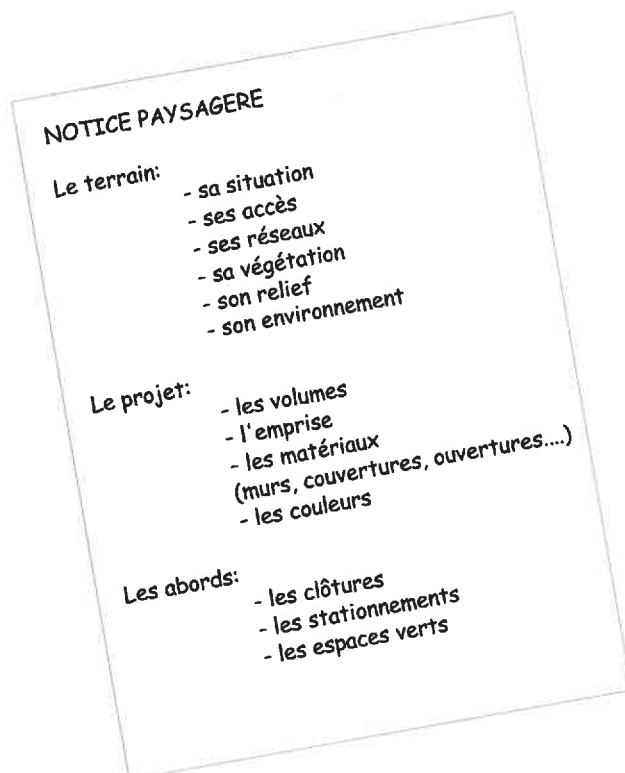 NOTICE PAYSAGERE
Le terrain:
- sa situation
- ses accès
- ses réseaux
- sa végétation
- son relief
- son environnement
Le projet:
- les volumes
- l'emprise
- les matériaux
(murs, couvertures, ouvertures....)
- les couleurs
Les abords:
- les clôtures
- les stationnements
- les espaces verts